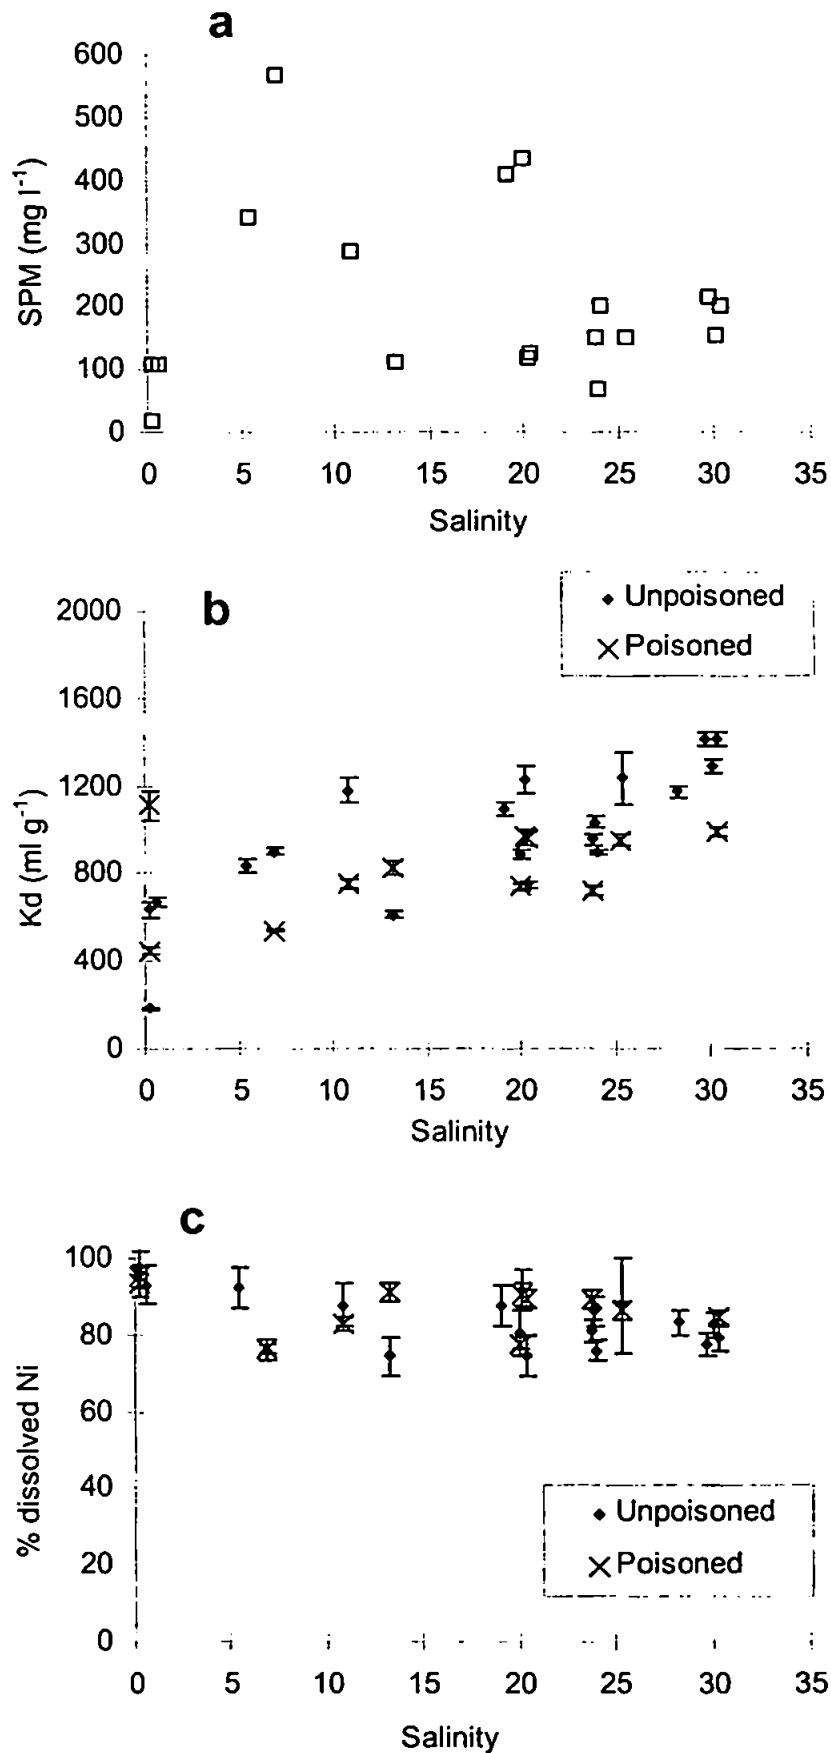 a
600
500
400
300
200
100
0
SPM (mg l⁻¹)
0 5 10 15 20 25 30 35
Salinity
b
Unpoisoned
Poisoned
2000
1600
1200
800
400
0
Kd (ml g⁻¹)
0 5 10 15 20 25 30 35
Salinity
c
100
80
60
40
20
0
% dissolved Ni
Unpoisoned
Poisoned
0 5 10 15 20 25 30 35
Salinity